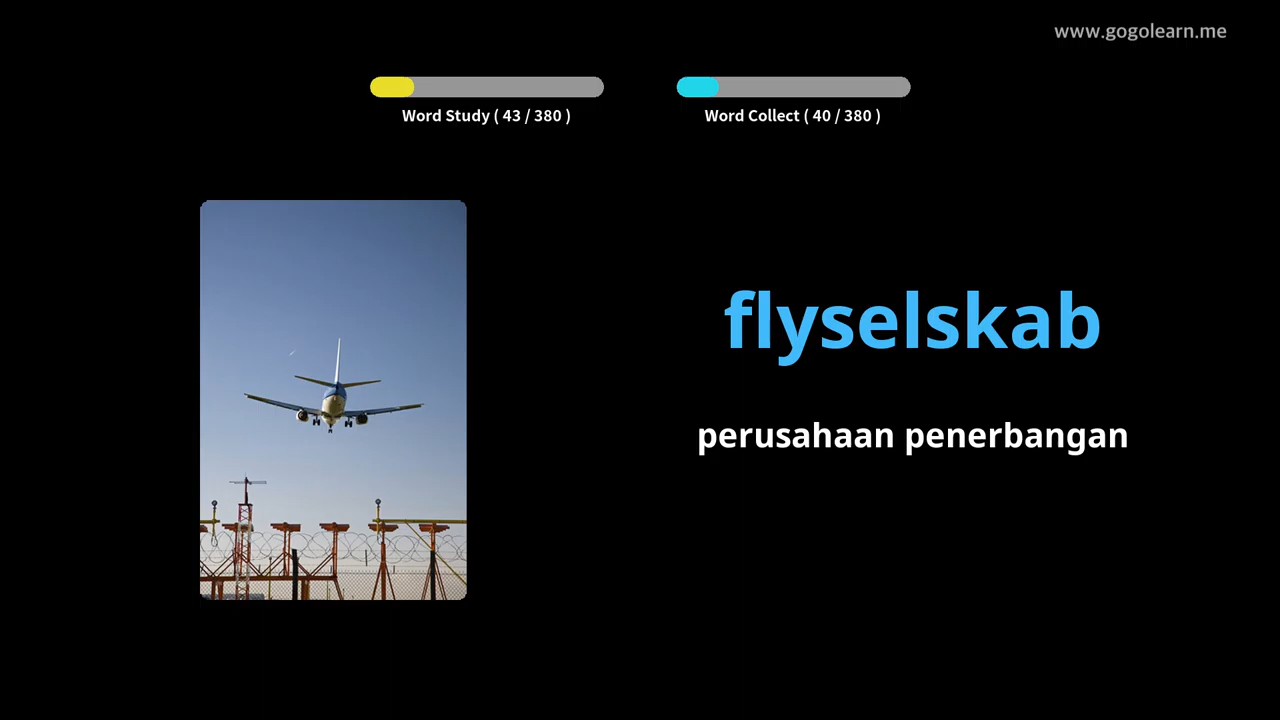 www.gogolearn.me
Word Study ( 43 / 380 )
Word Collect ( 40 / 380 )
flyselskab
perusahaan penerbangan